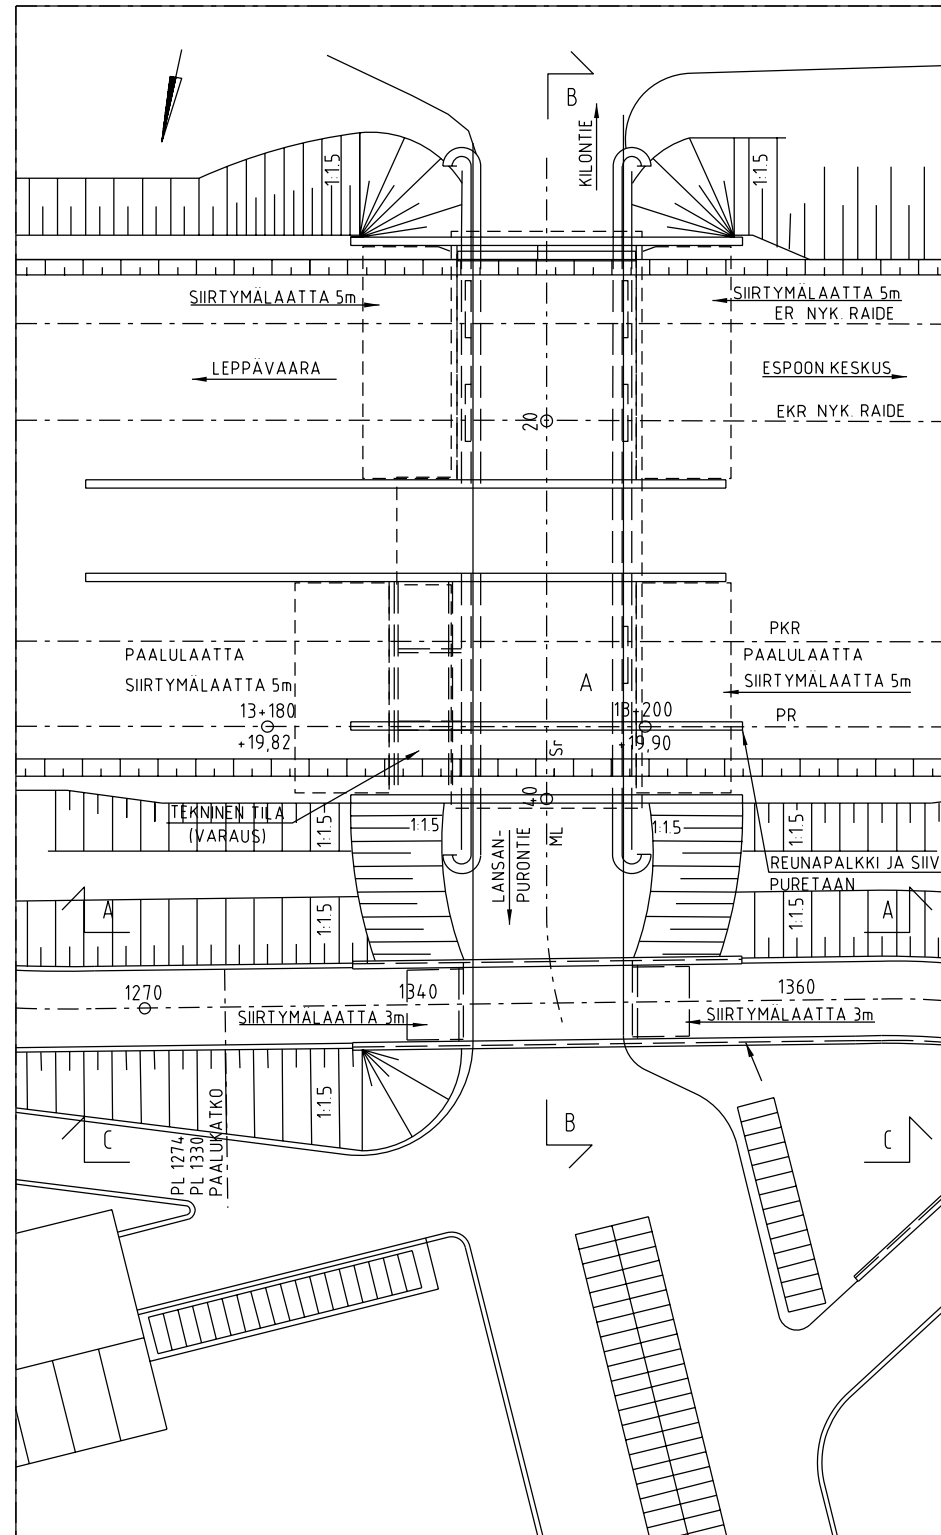 B
KILONTIE
1:1.5
1:1.5
SIIRTYMÄLAATTA 5m
SIIRTYMÄLAATTA 5m
ER NYK. RAIDE
LEPPÄVAARA
ESPOON KESKUS
20
EKR NYK. RAIDE
PKR
PAALULAATTA
PAALULAATTA
SIIRTYMÄLAATTA 5m
A
SIIRTYMÄLAATTA 5m
13+180
13+200
PR
+19,82
+19,90
Sr
40
ML
TEKNINEN TILA
(VARAUS)
1:1.5
1:1.5
1:1.5
1:1.5
LANSAN-
PURONTIE
REUNAPALKKI JA SIIV
PURETAAN
A
A
1:1.5
1:1.5
1270
1340
1360
SIIRTYMÄLAATTA 3m
SIIRTYMÄLAATTA 3m
1:1.5
C
B
C
PL 1274
PL 1330
PAALUKATKO